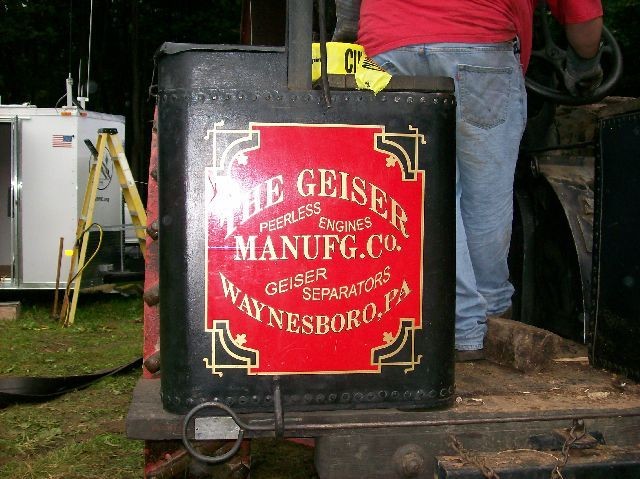 THE GEISER
PEERLESS
ENGINES
MANUFG.CO.
GEISER
SEPARATORS
WAYNESBORO, PA